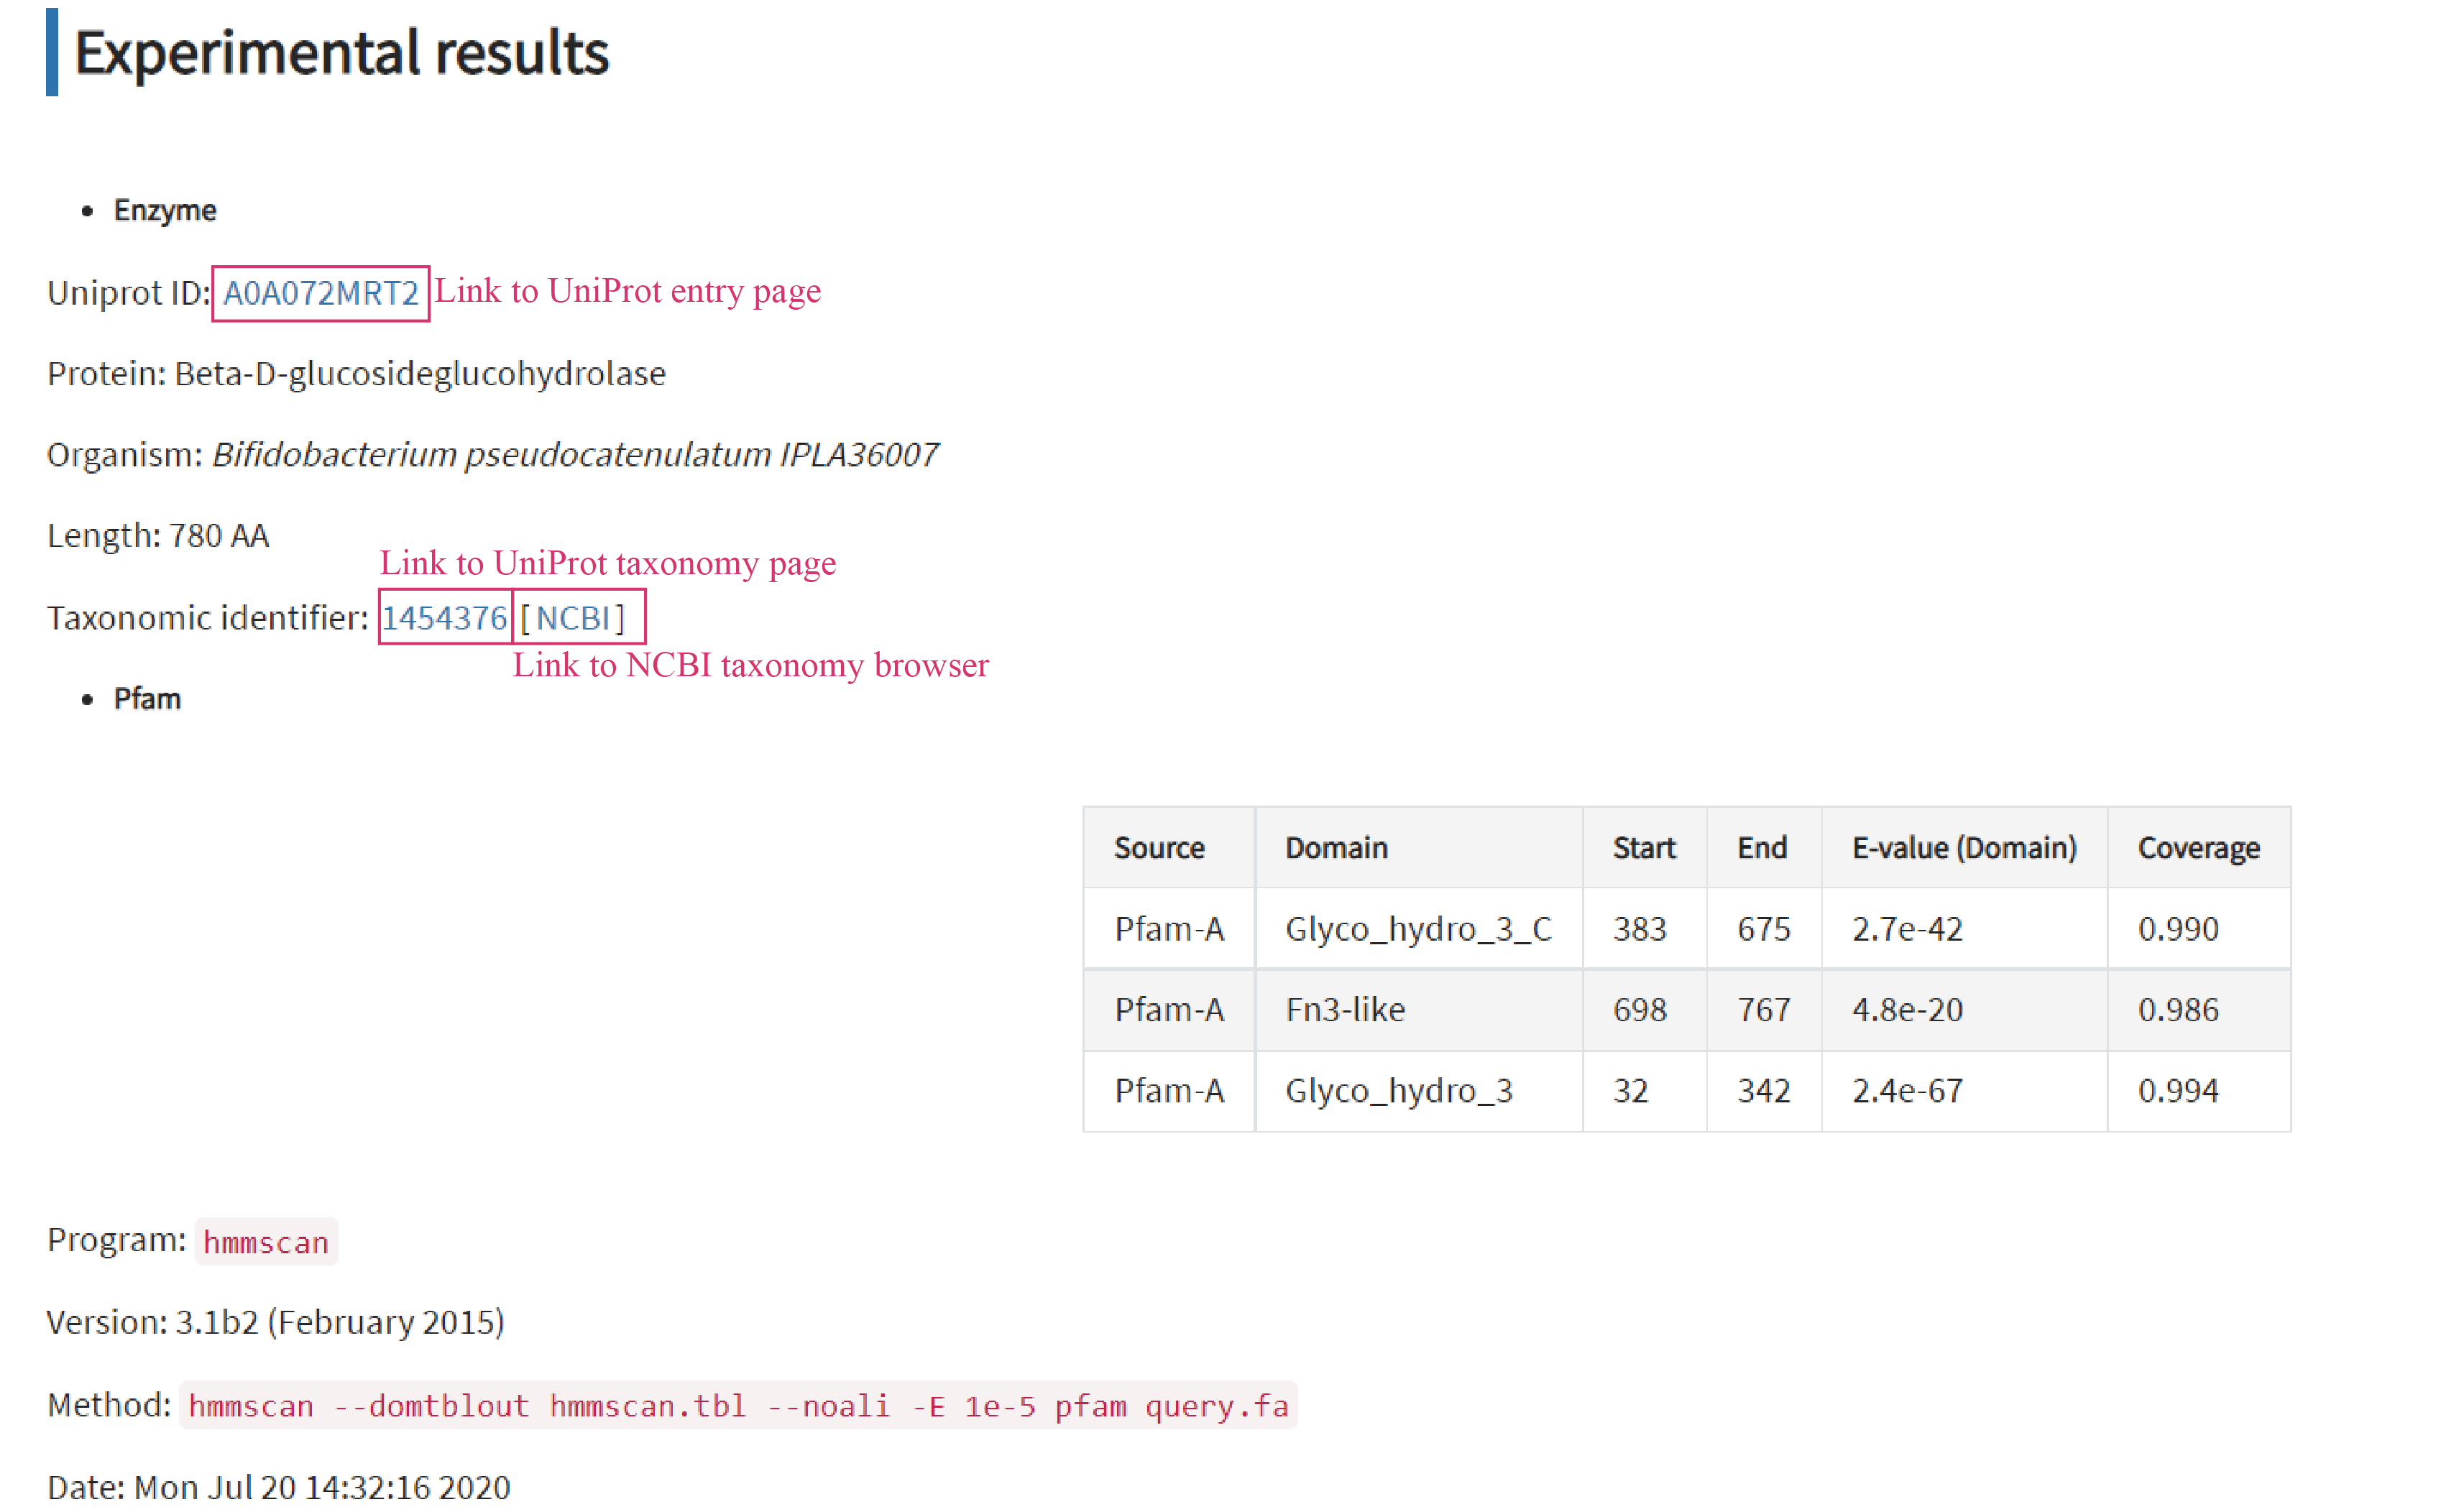 Experimental results
• Enzyme
Uniprot ID: A0A072MRT2 Link to UniProt entry page
Protein: Beta-D-glucosideglucohydrolase
Organism: Bifidobacterium pseudocatenulatum IPLA36007
Length: 780 AA
Link to UniProt taxonomy page
Taxonomic identifier: 1454376 [NCBI]
Link to NCBI taxonomy browser
• Pfam
Source Domain Start End E-value (Domain) Coverage
Pfam-A Glyco_hydro_3_C 383 675 2.7e-42 0.990
Pfam-A Fn3-like 698 767 4.8e-20 0.986
Pfam-A Glyco_hydro_3 32 342 2.4e-67 0.994
Program: hmmscan
Version: 3.1b2 (February 2015)
Method: hmmscan --domtblout hmmscan.tbl --noali -E 1e-5 pfam query.fa
Date: Mon Jul 20 14:32:16 2020